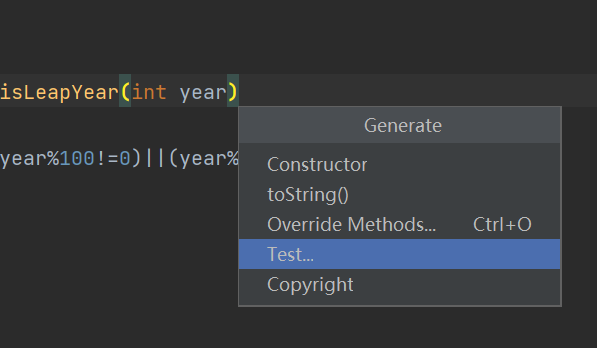 isLeapYear(int year)
Generate
year%100!=0)||(year%
Constructor
toString()
Override Methods... Ctrl+O
Test...
Copyright